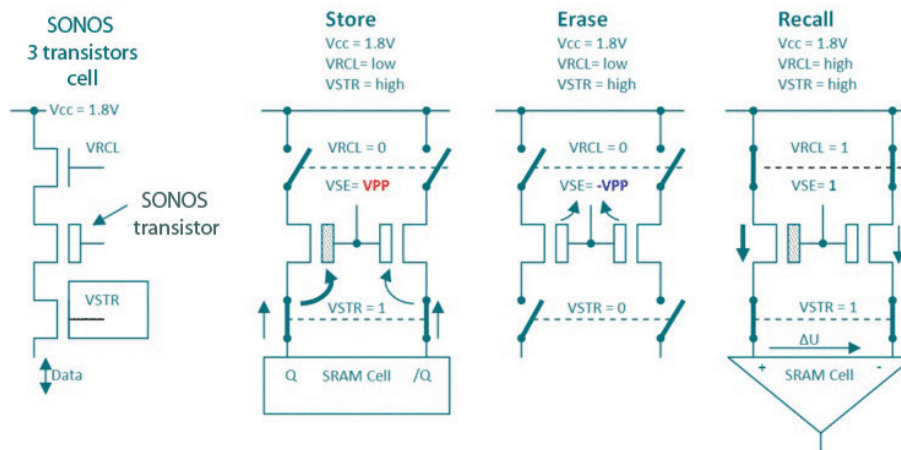 SONOS
3 transistors
cell
Vcc = 1.8V
VRCL
SONOS
transistor
VSTR
Data
Store
Vcc = 1.8V
VRCL= low
VSTR = high
VRCL = 0
VSE= VPP
VSTR = 1
Q SRAM Cell /Q
Erase
Vcc = 1.8V
VRCL= low
VSTR = high
VRCL = 0
VSE= -VPP
VSTR = 0
Recall
Vcc = 1.8V
VRCL= high
VSTR = high
VRCL = 1
VSE= 1
VSTR = 1
ΔU
+ SRAM Cell -